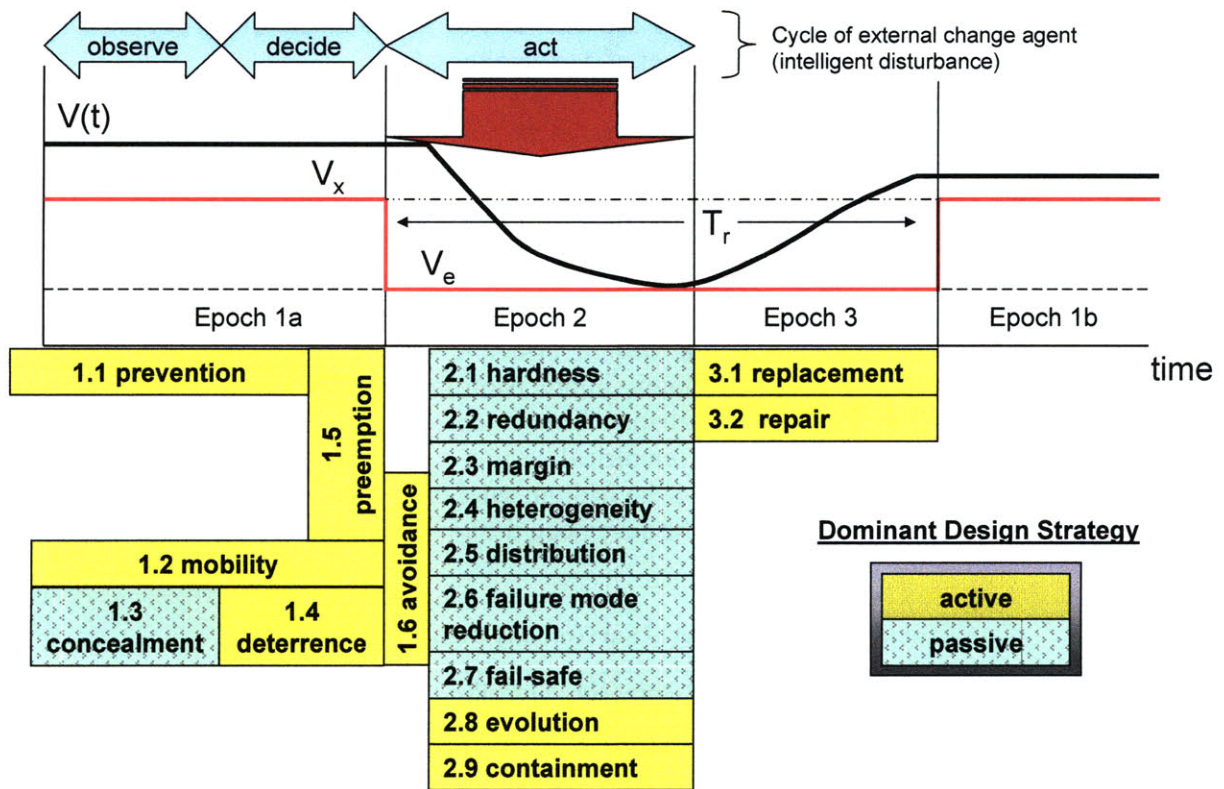 observe
decide
act
Cycle of external change agent
(intelligent disturbance)
V(t)
Vx
Tr
Ve
Epoch 1a
Epoch 2
Epoch 3
Epoch 1b
time
1.1 prevention
1.5
preemption
1.2 mobility
1.3
concealment
1.4
deterrence
1.6 avoidance
2.1 hardness
2.2 redundancy
2.3 margin
2.4 heterogeneity
2.5 distribution
2.6 failure mode
reduction
2.7 fail-safe
2.8 evolution
2.9 containment
3.1 replacement
3.2 repair
Dominant Design Strategy
active
passive